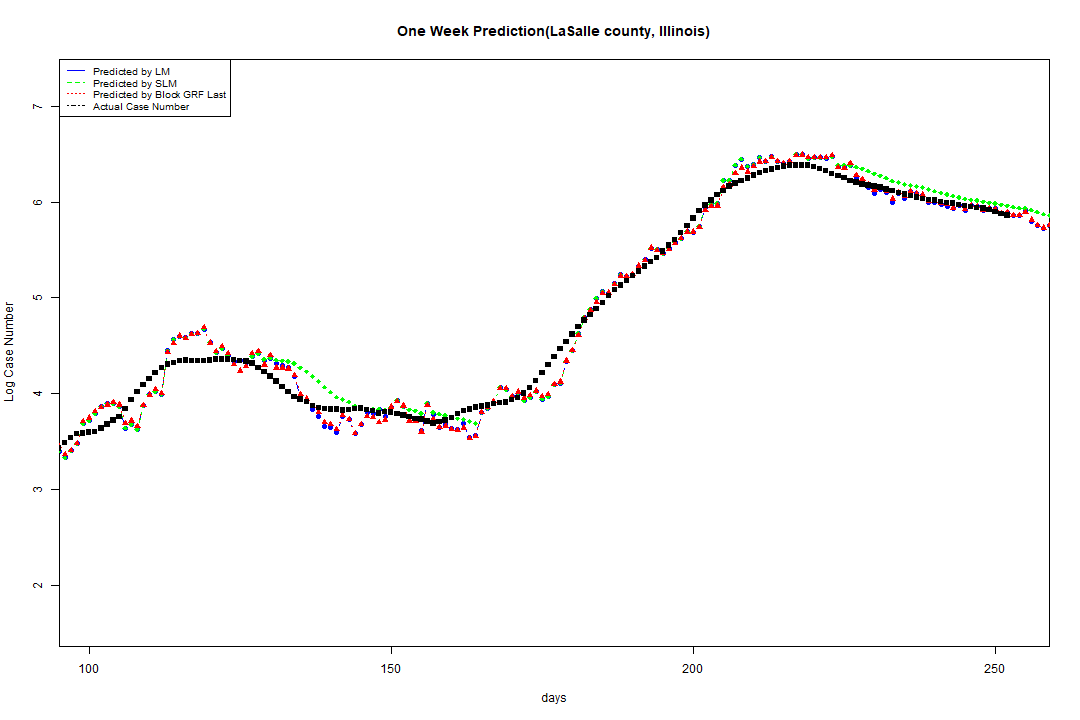 One Week Prediction(LaSalle county, Illinois)
Predicted by LM
Predicted by SLM
Predicted by Block GRF Last
Actual Case Number
7
6
5
4
3
2
Log Case Number
100 150 200 250
days